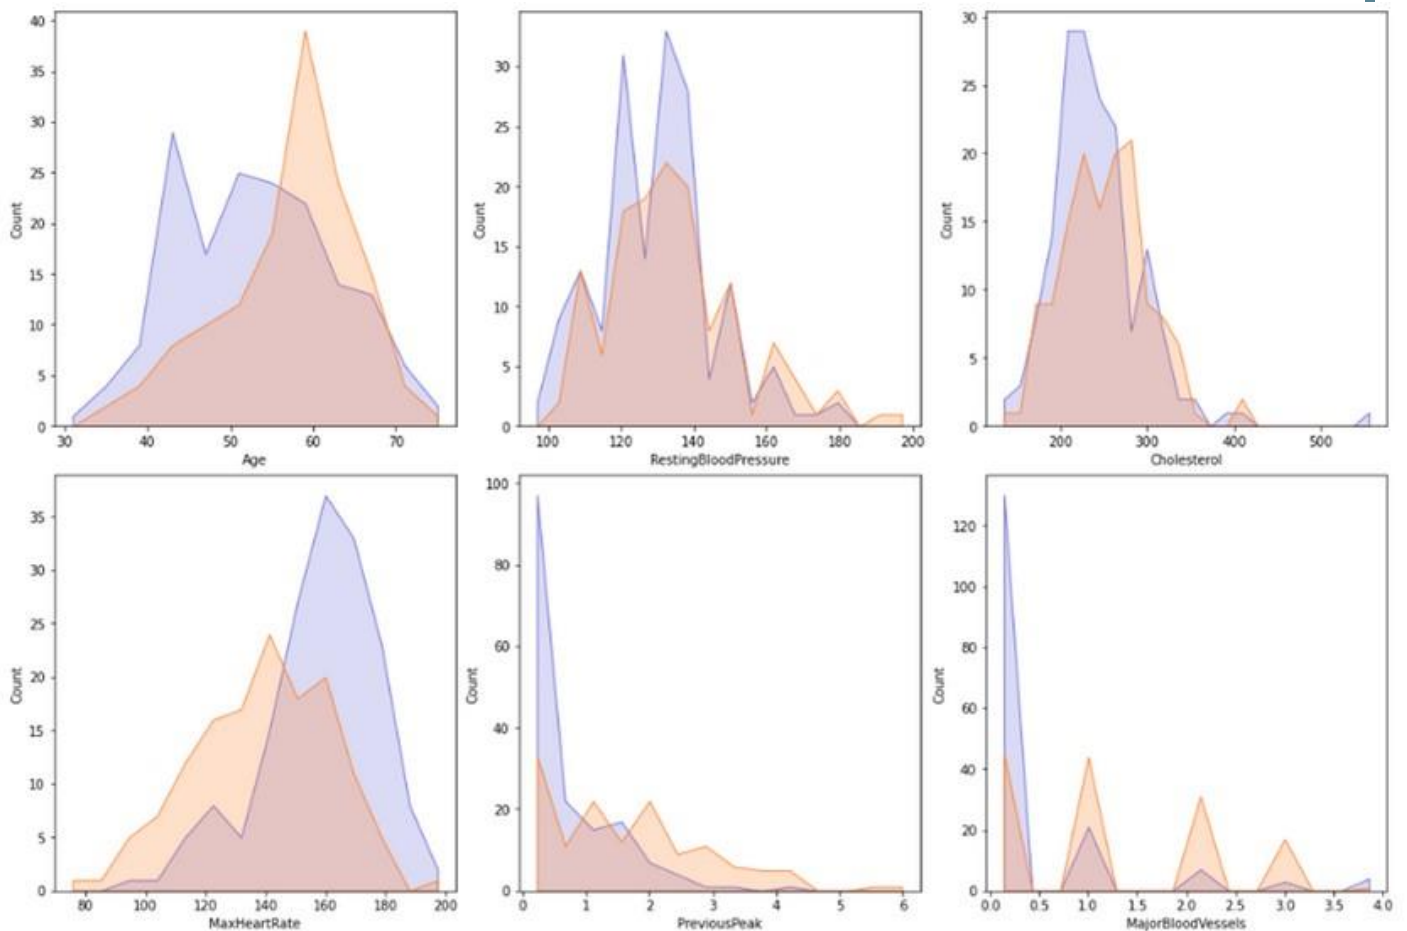 40
35
30
25
20
15
10
5
0
Count
30 40 50 60 70
Age
30
25
20
15
10
5
0
Count
100 120 140 160 180 200
RestingBloodPressure
30
25
20
15
10
5
0
Count
200 300 400 500
Cholesterol
35
30
25
20
15
10
5
0
Count
80 100 120 140 160 180 200
MaxHeartRate
100
80
60
40
20
0
Count
0 1 2 3 4 5 6
PreviousPeak
120
100
80
60
40
20
0
Count
0.0 0.5 1.0 1.5 2.0 2.5 3.0 3.5 4.0
MajorBloodVessels